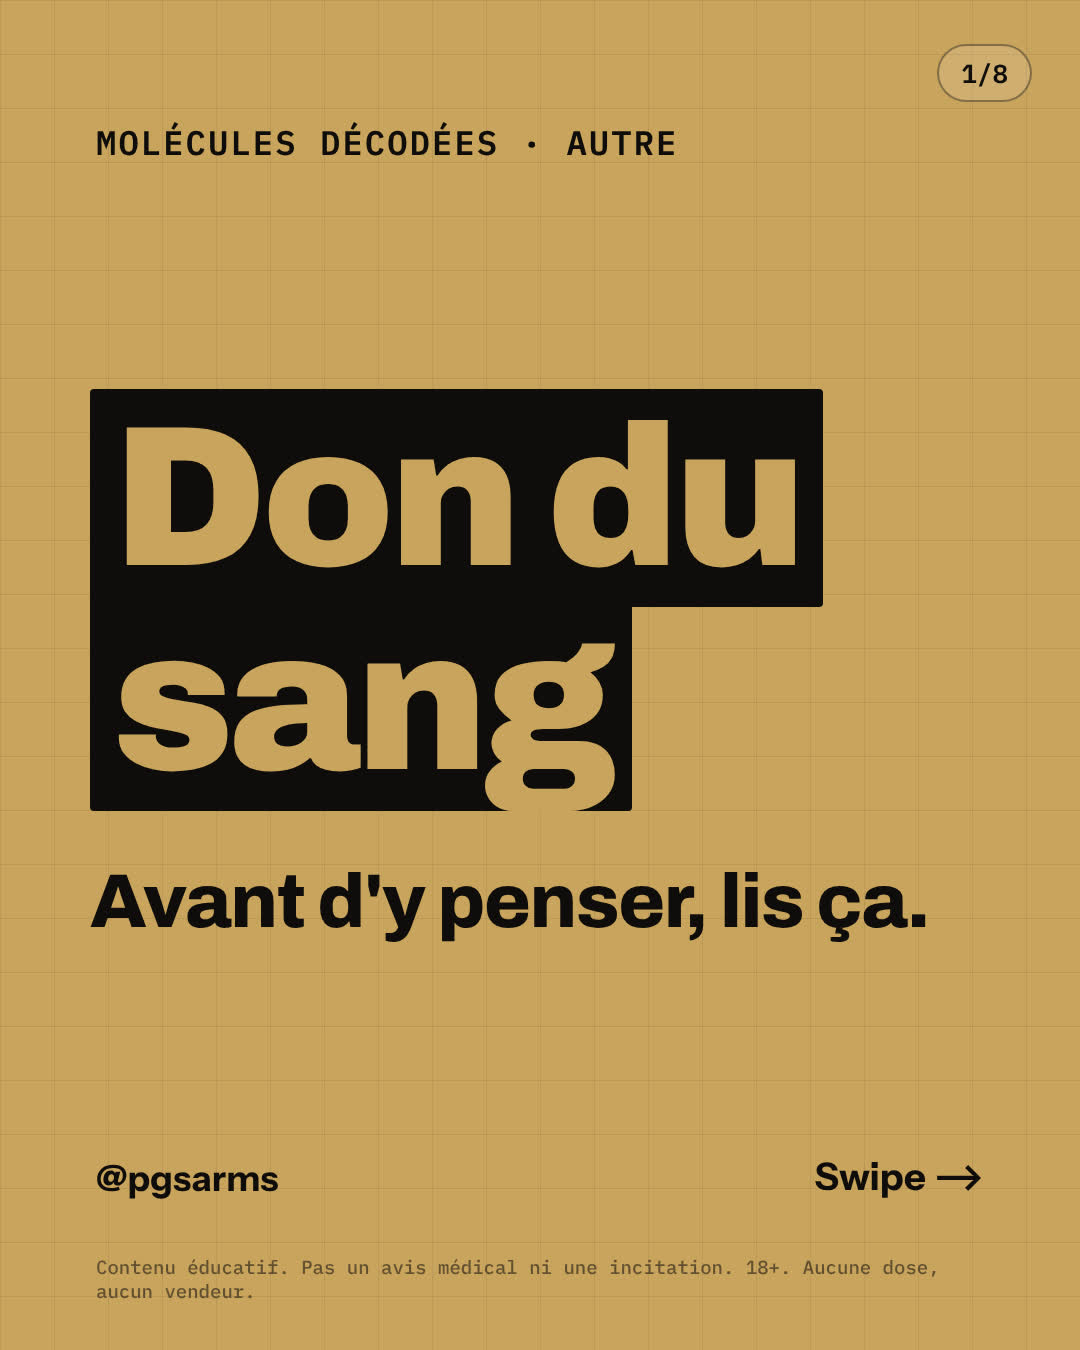 1/8
MOLÉCULES DÉCODÉES · AUTRE
Don du
sang
Avant d'y penser, lis ça.
@pgsarms
Swipe →
Contenu éducatif. Pas un avis médical ni une incitation. 18+. Aucune dose,
aucun vendeur.